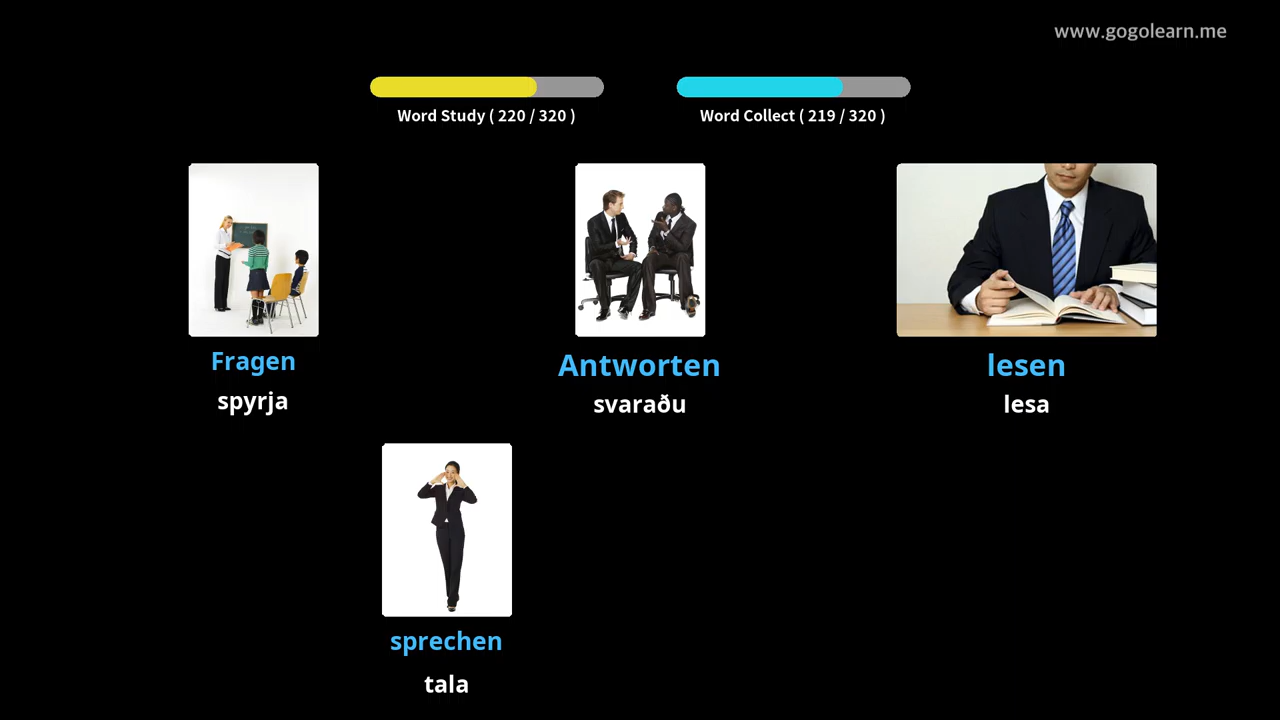 www.gogolearn.me
Word Study ( 220 / 320 )
Word Collect ( 219 / 320 )
Fragen
spyrja
Antworten
svaraðu
lesen
lesa
sprechen
tala